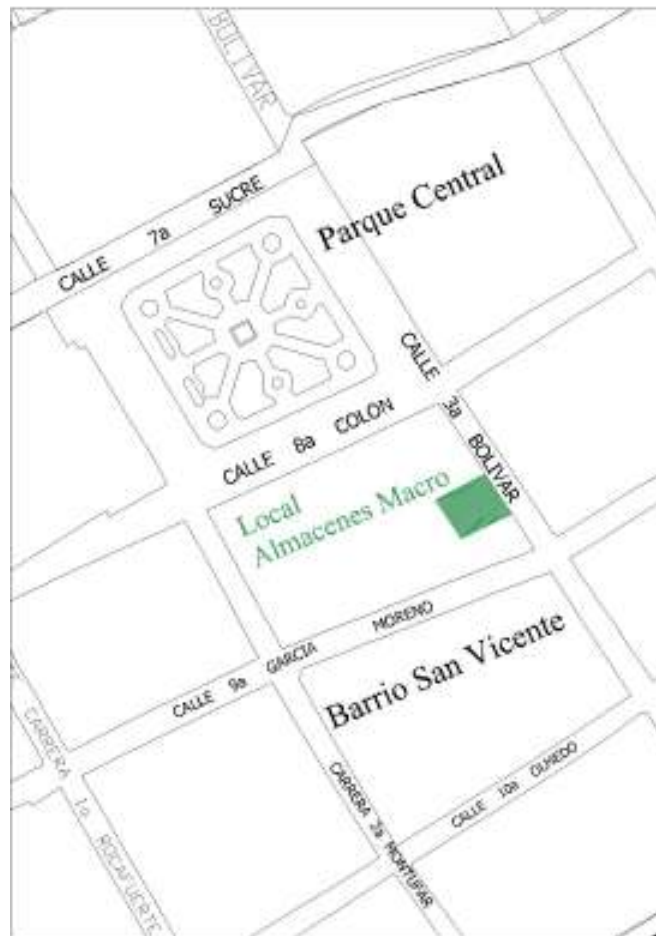 BOLIVAR
CALLE 7a SUCRE
Parque Central
CALLE 3a BOLIVAR
CALLE 8a COLON
Local
Almacenes Macro
CALLE 9a GARCIA MORENO
Barrio San Vicente
CALLE 10a OLMEDO
CARRERA 2a MONTUFAR
CARRERA 1a ROCAFUERTE